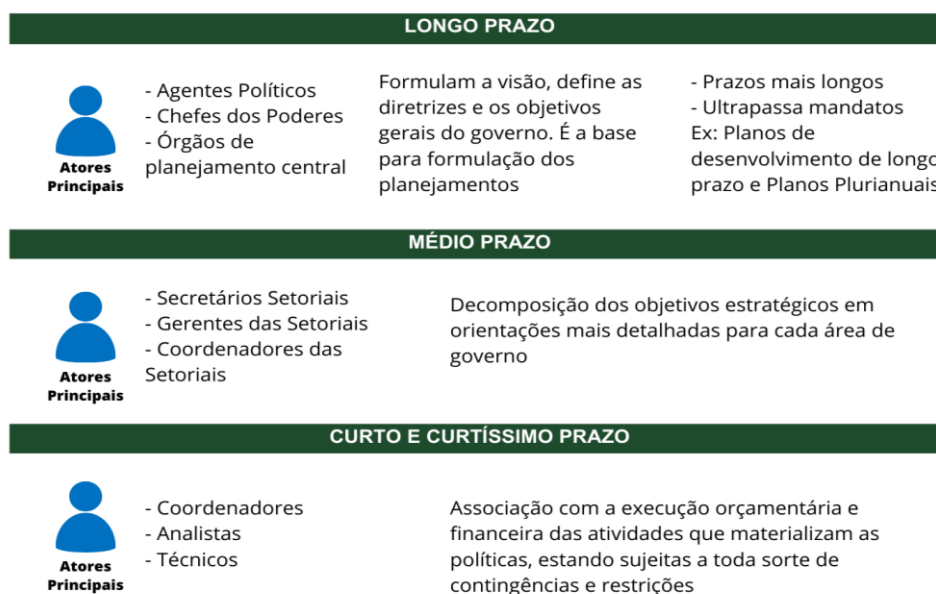 LONGO PRAZO
Atores
Principais
- Agentes Políticos
- Chefes dos Poderes
- Órgãos de
planejamento central
Formulam a visão, define as
diretrizes e os objetivos
gerais do governo. É a base
para formulação dos
planejamentos
- Prazos mais longos
- Ultrapassa mandatos
Ex: Planos de
desenvolvimento de longo
prazo e Planos Plurianuais
MÉDIO PRAZO
Atores
Principais
- Secretários Setoriais
- Gerentes das Setoriais
- Coordenadores das
Setoriais
Decomposição dos objetivos estratégicos em
orientações mais detalhadas para cada área de
governo
CURTO E CURTÍSSIMO PRAZO
Atores
Principais
- Coordenadores
- Analistas
- Técnicos
Associação com a execução orçamentária e
financeira das atividades que materializam as
políticas, estando sujeitas a toda sorte de
contingências e restrições